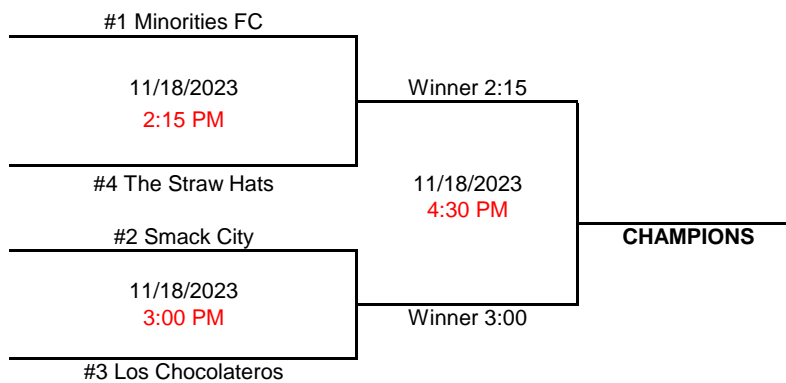 #1 Minorities FC
11/18/2023
2:15 PM
Winner 2:15
#4 The Straw Hats
11/18/2023
4:30 PM
#2 Smack City
CHAMPIONS
11/18/2023
3:00 PM
Winner 3:00
#3 Los Chocolateros